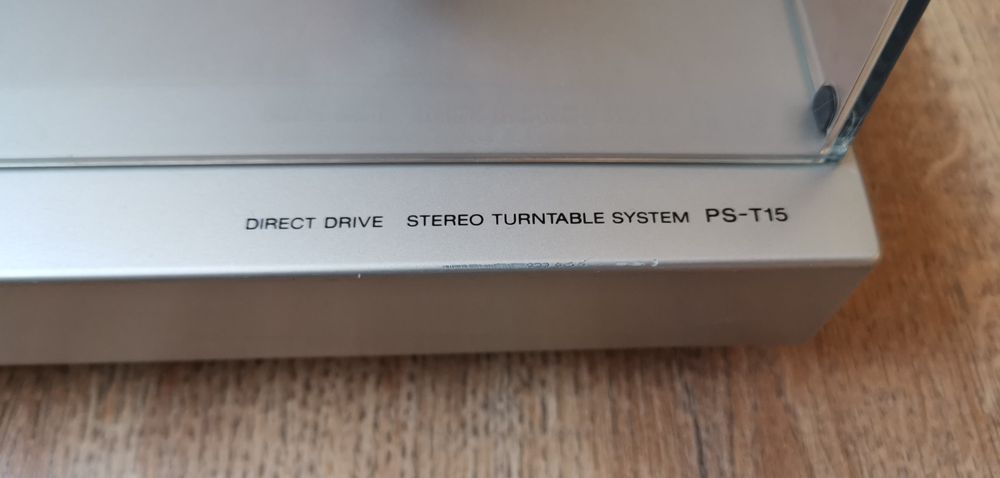 DIRECT DRIVE STEREO TURNTABLE SYSTEM PS-T15